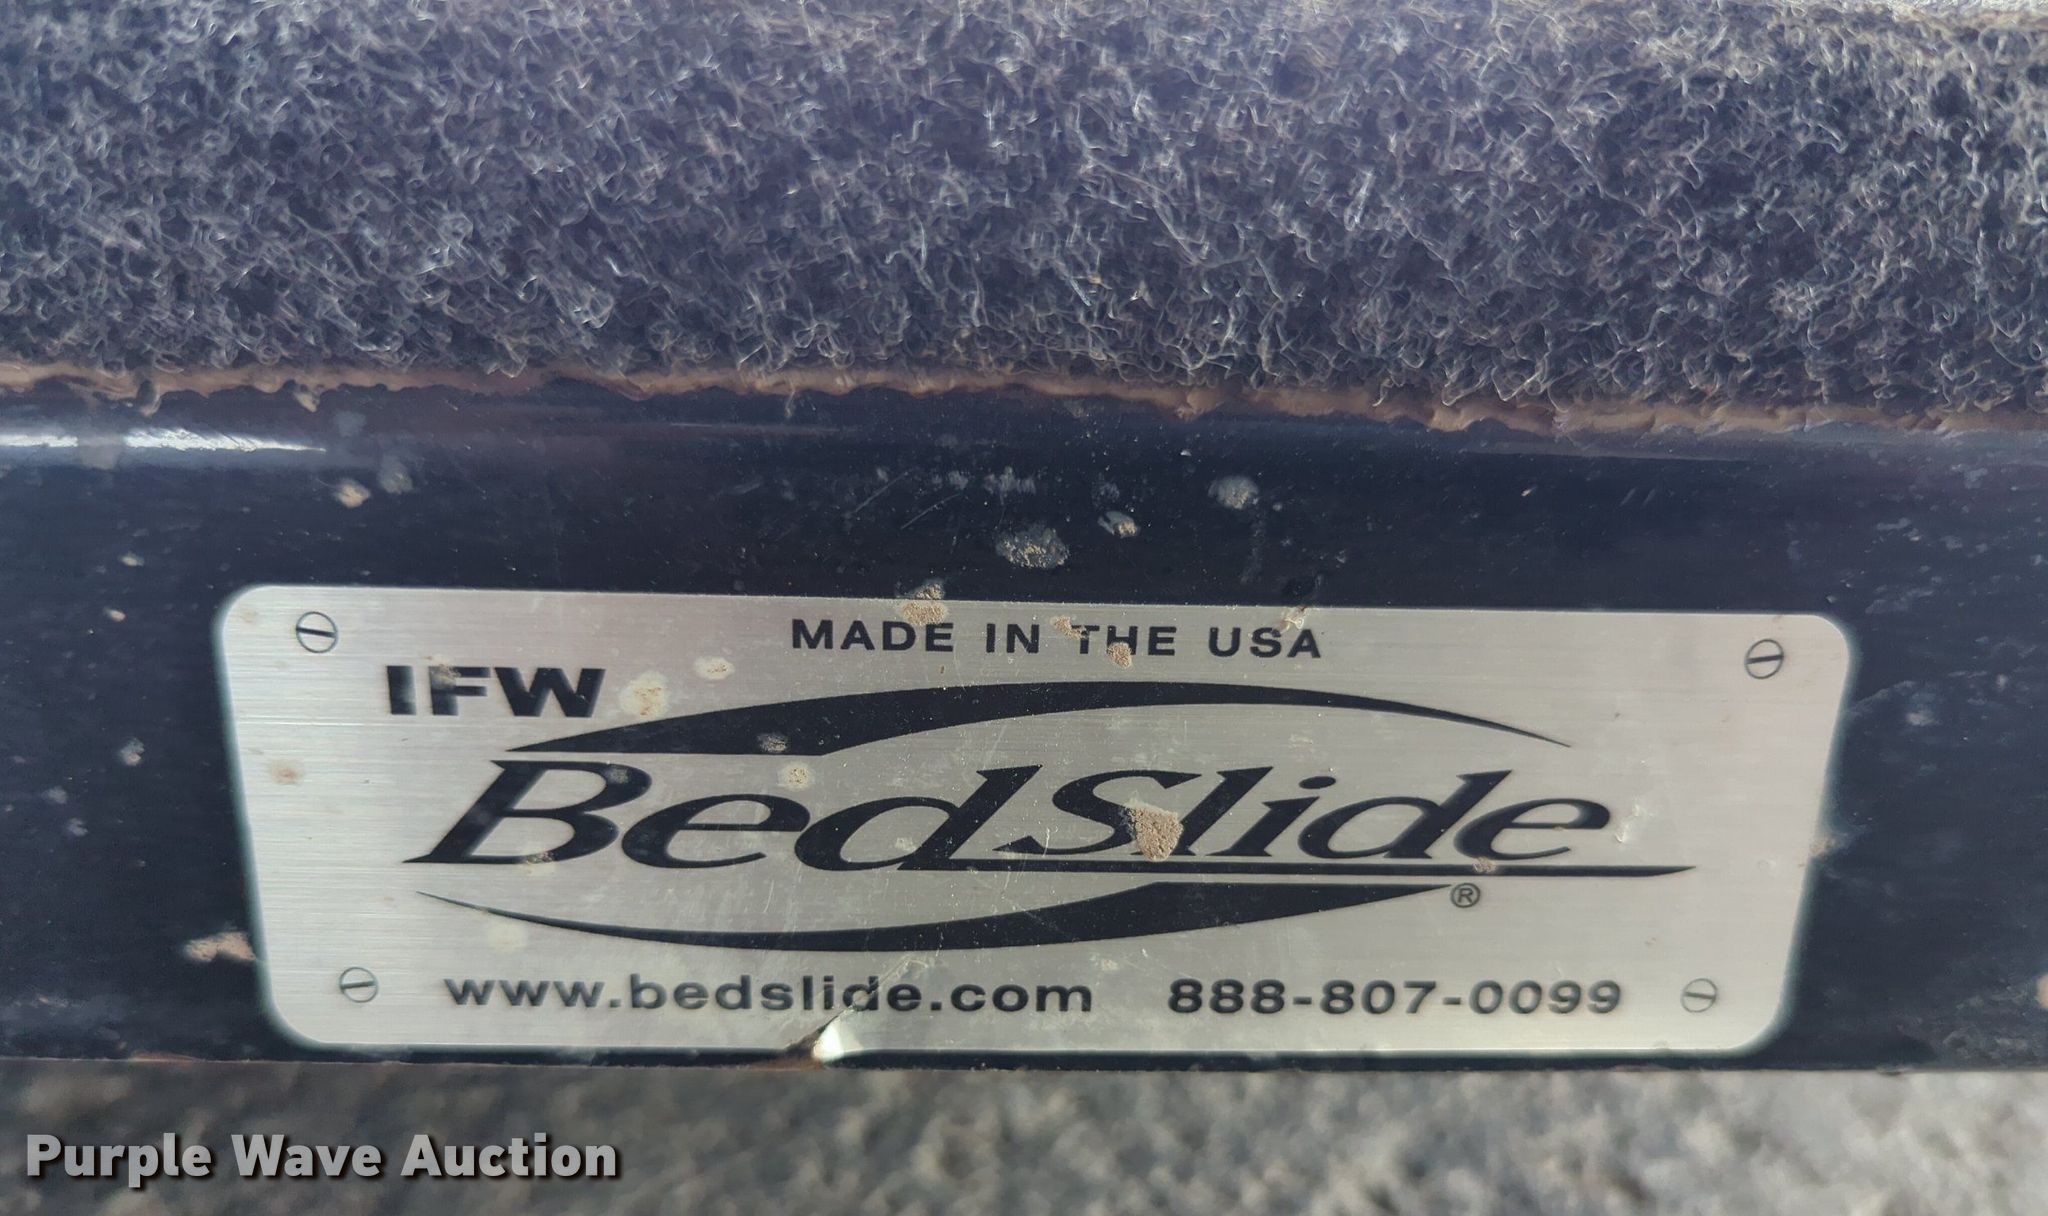 MADE IN THE USA
IFW
BedSlide®
www.bedslide.com 888-807-0099
Purple Wave Auction